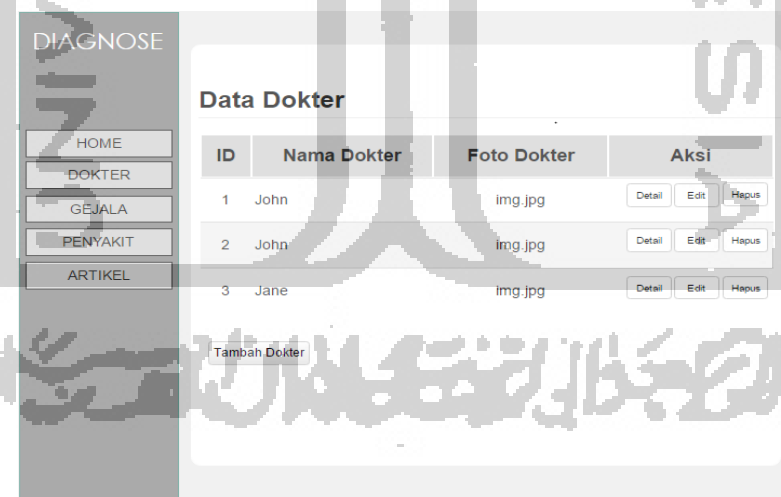 DIAGNOSE
HOME
DOKTER
GEJALA
PENYAKIT
ARTIKEL
Data Dokter
ID Nama Dokter Foto Dokter Aksi
1 John img.jpg Detail Edit Hapus
2 John img.jpg Detail Edit Hapus
3 Jane img.jpg Detail Edit Hapus
Tambah Dokter